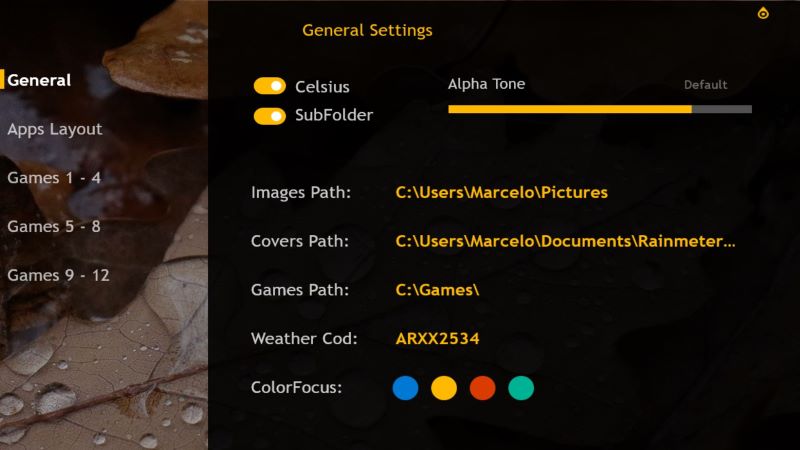 General Settings
General
Apps Layout
Games 1 - 4
Games 5 - 8
Games 9 - 12
Celsius
SubFolder
Alpha Tone
Default
Images Path: C:\Users\Marcelo\Pictures
Covers Path: C:\Users\Marcelo\Documents\Rainmeter...
Games Path: C:\Games\
Weather Cod: ARXX2534
ColorFocus: